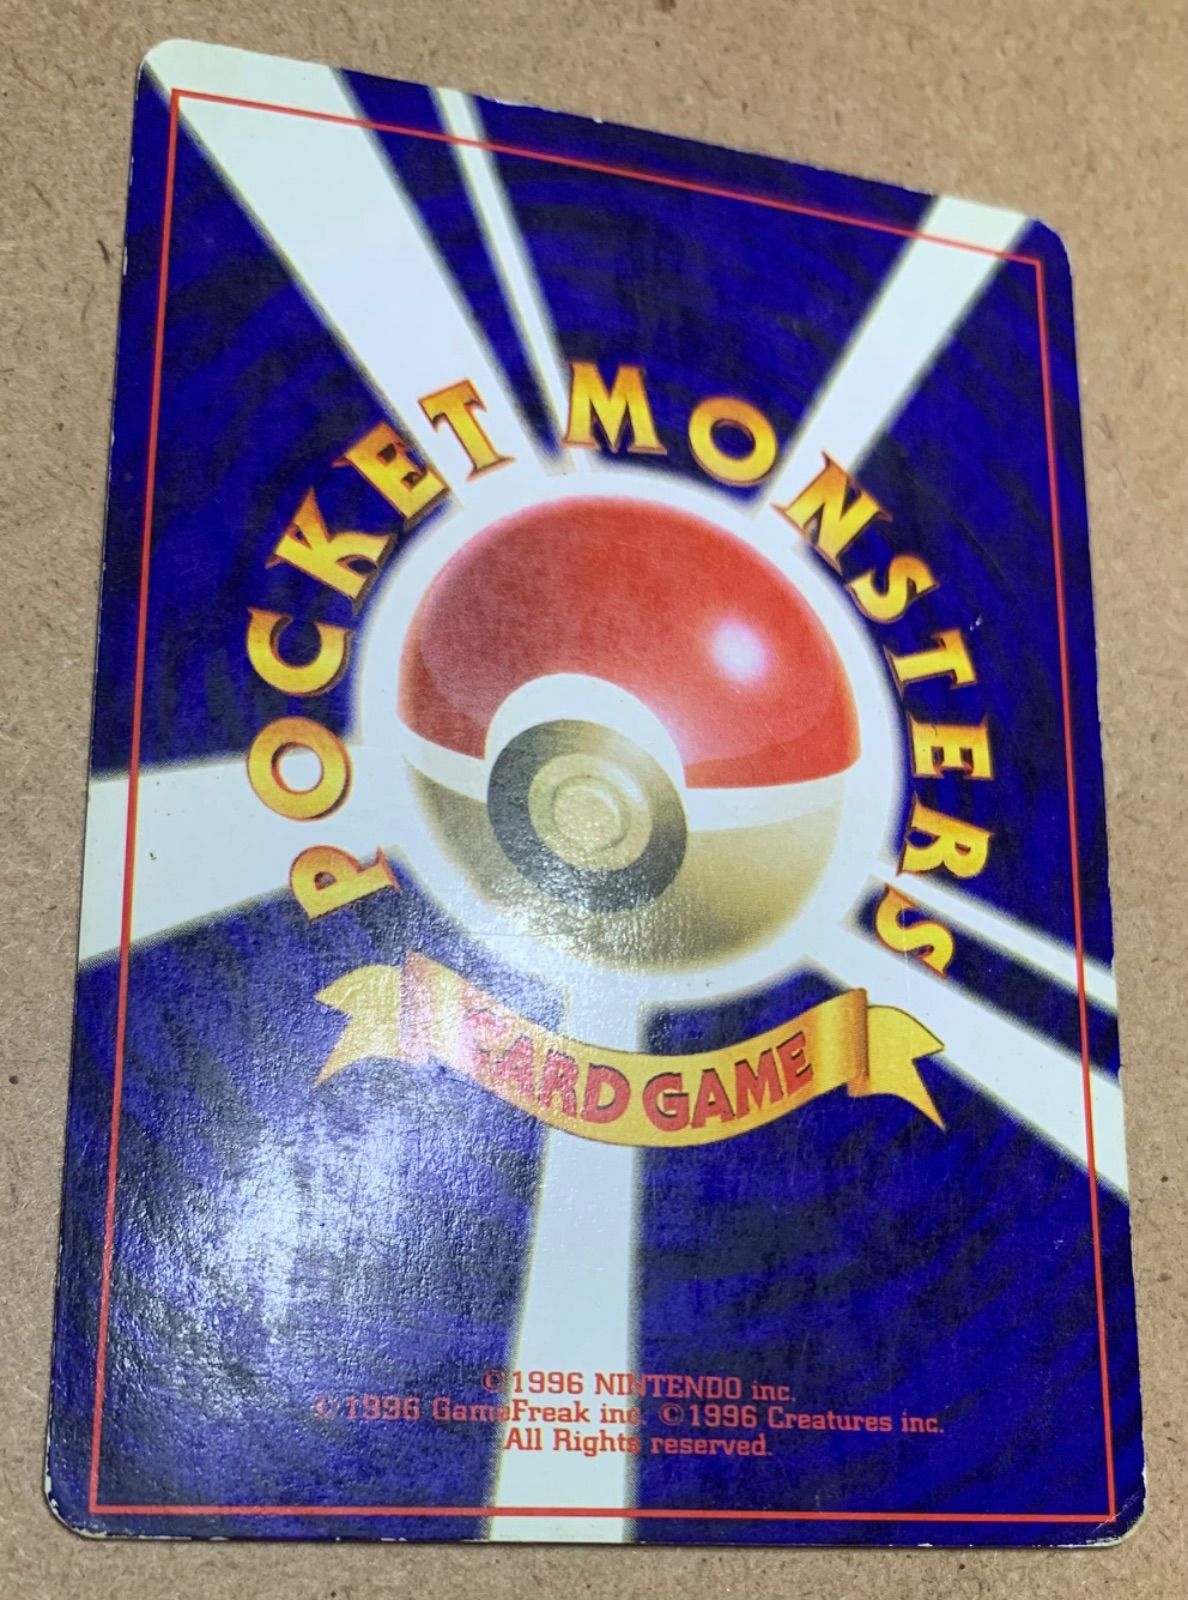 POCKET MONSTERS
CARD GAME
©1996 NINTENDO inc.
©1996 GameFreak inc. ©1996 Creatures inc.
All Rights reserved.